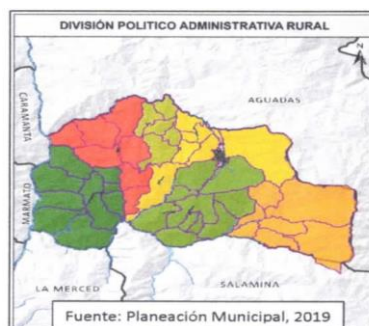 DIVISIÓN POLITICO ADMINISTRATIVA RURAL
N
AGUADAS
CARAMANTA
MARMATO
LA MERCED
SALAMINA
Fuente: Planeación Municipal, 2019